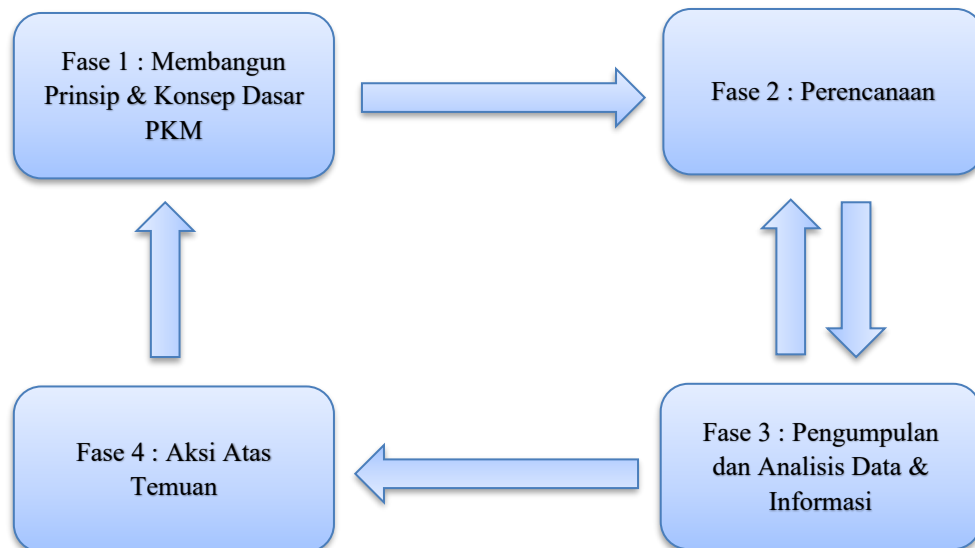 Fase 1 : Membangun
Prinsip & Konsep Dasar
PKM
Fase 2 : Perencanaan
Fase 3 : Pengumpulan
dan Analisis Data &
Informasi
Fase 4 : Aksi Atas
Temuan